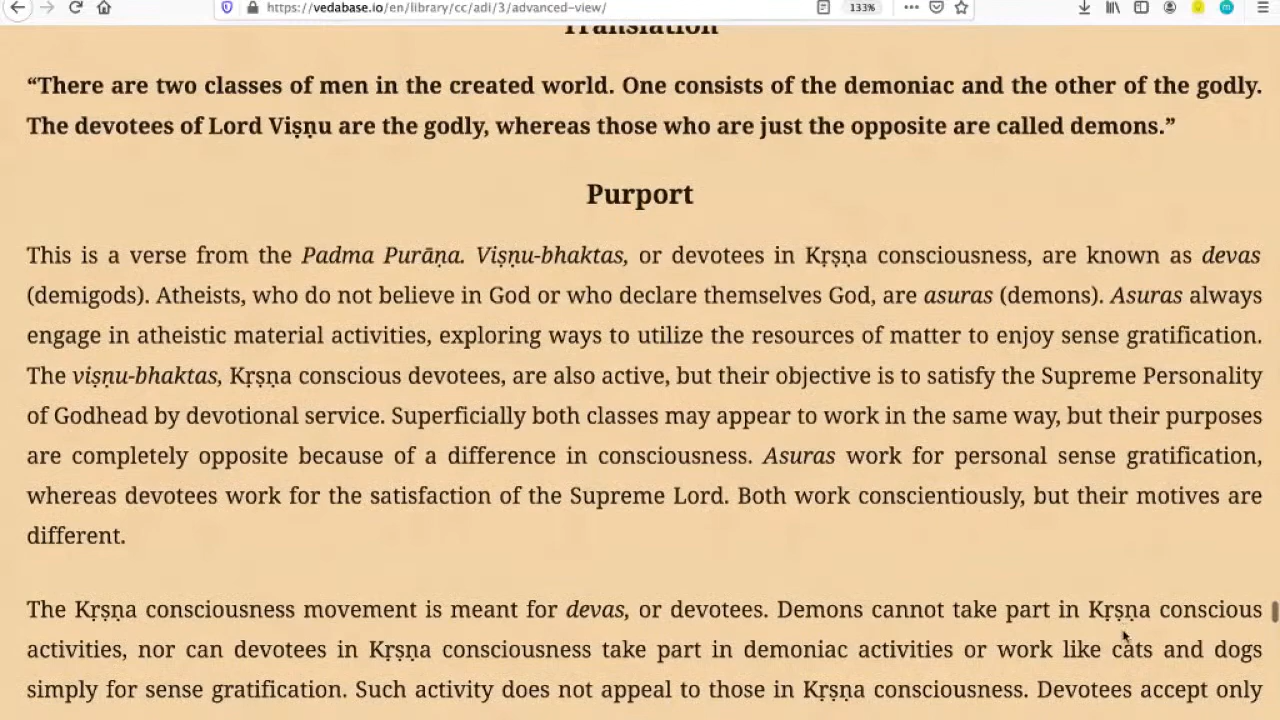 https://vedabase.io/en/library/cc/adi/3/advanced-view/
133%
Translation
“There are two classes of men in the created world. One consists of the demoniac and the other of the godly.
The devotees of Lord Viṣṇu are the godly, whereas those who are just the opposite are called demons.”
Purport
This is a verse from the Padma Purāṇa. Viṣṇu-bhaktas, or devotees in Kṛṣṇa consciousness, are known as devas
(demigods). Atheists, who do not believe in God or who declare themselves God, are asuras (demons). Asuras always
engage in atheistic material activities, exploring ways to utilize the resources of matter to enjoy sense gratification.
The viṣṇu-bhaktas, Kṛṣṇa conscious devotees, are also active, but their objective is to satisfy the Supreme Personality
of Godhead by devotional service. Superficially both classes may appear to work in the same way, but their purposes
are completely opposite because of a difference in consciousness. Asuras work for personal sense gratification,
whereas devotees work for the satisfaction of the Supreme Lord. Both work conscientiously, but their motives are
different.
The Kṛṣṇa consciousness movement is meant for devas, or devotees. Demons cannot take part in Kṛṣṇa conscious
activities, nor can devotees in Kṛṣṇa consciousness take part in demoniac activities or work like cats and dogs
simply for sense gratification. Such activity does not appeal to those in Kṛṣṇa consciousness. Devotees accept only